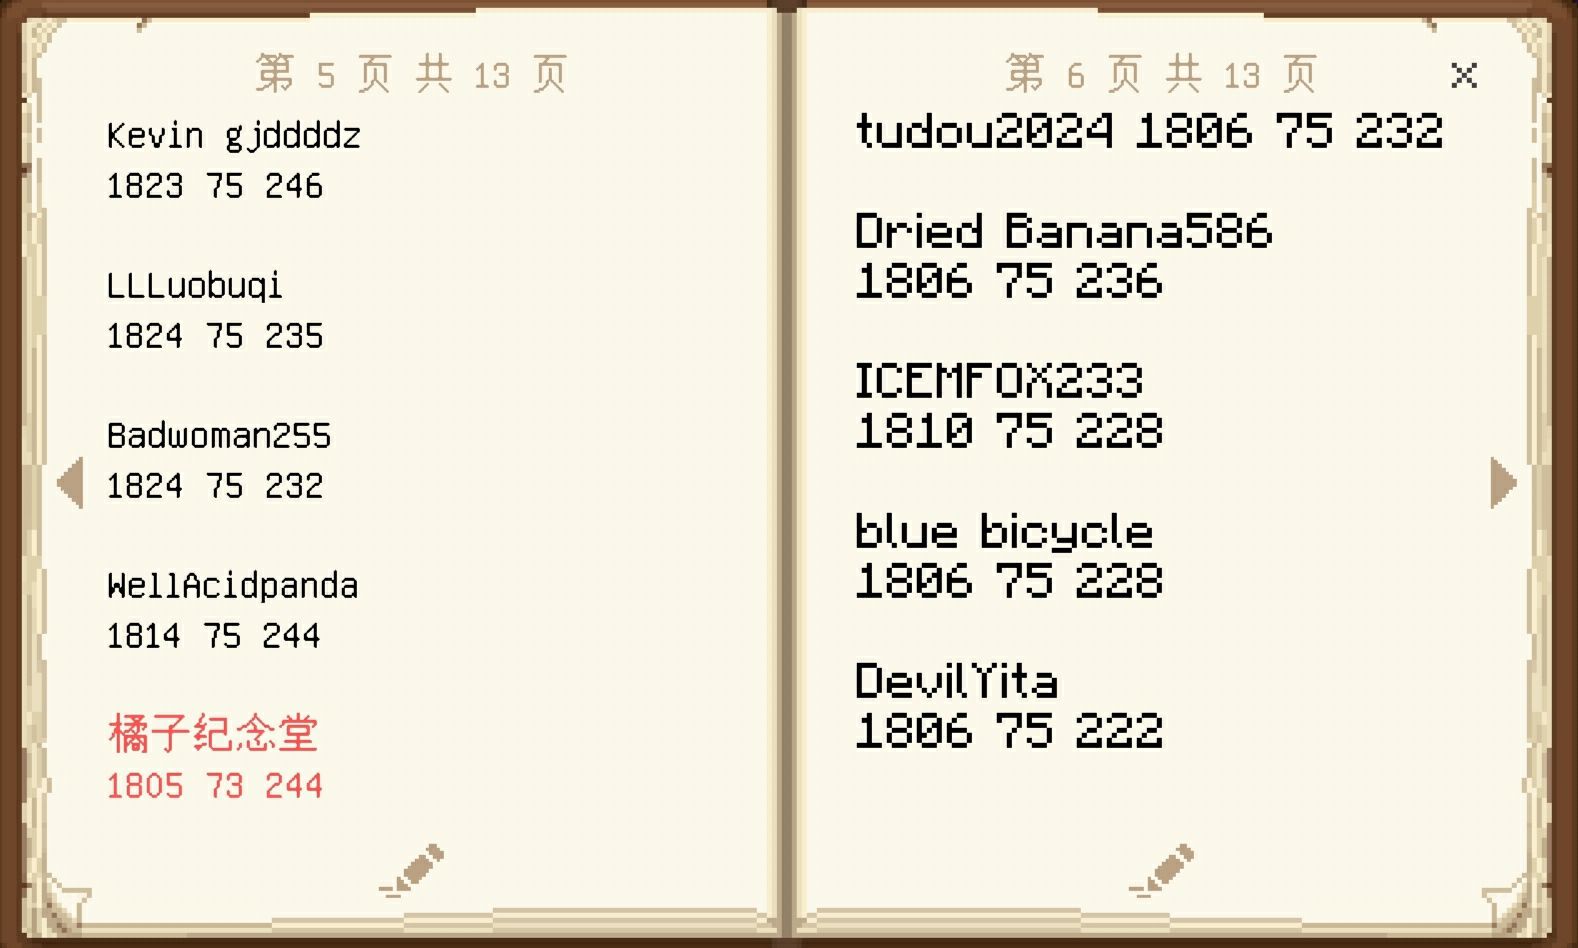 第 5 页 共 13 页
Kevin gjddddz
1823 75 246
LLLuobuqi
1824 75 235
Badwoman255
1824 75 232
WellAcidpanda
1814 75 244
橘子纪念堂
1805 73 244
第 6 页 共 13 页
tudou2024 1806 75 232
Dried Banana586
1806 75 236
ICEMFOX233
1810 75 228
blue bicycle
1806 75 228
DevilYita
1806 75 222